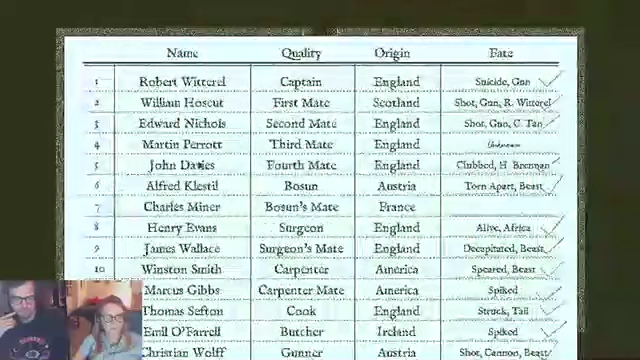 Name Quality Origin Fate
1 Robert Witterel Captain England Suicide, Gun
2 William Hoscut First Mate Scotland Shot, Gun, R. Witterel
3 Edward Nichols Second Mate England Shot, Gun, C. Tan
4 Martin Perrott Third Mate England Unknown
5 John Davies Fourth Mate England Clubbed, H. Brennan
6 Alfred Klestil Bosun Austria Torn Apart, Beast
7 Charles Miner Bosun's Mate France
8 Henry Evans Surgeon England Alive, Africa
9 James Wallace Surgeon's Mate England Decapitated, Beast
10 Winston Smith Carpenter America Speared, Beast
Marcus Gibbs Carpenter Mate America Spiked
Thomas Sefton Cook England Struck, Tail
Emil O'Farrell Butcher Ireland Spiked
Christian Wolff Gunner Austria Shot, Cannon, Beast